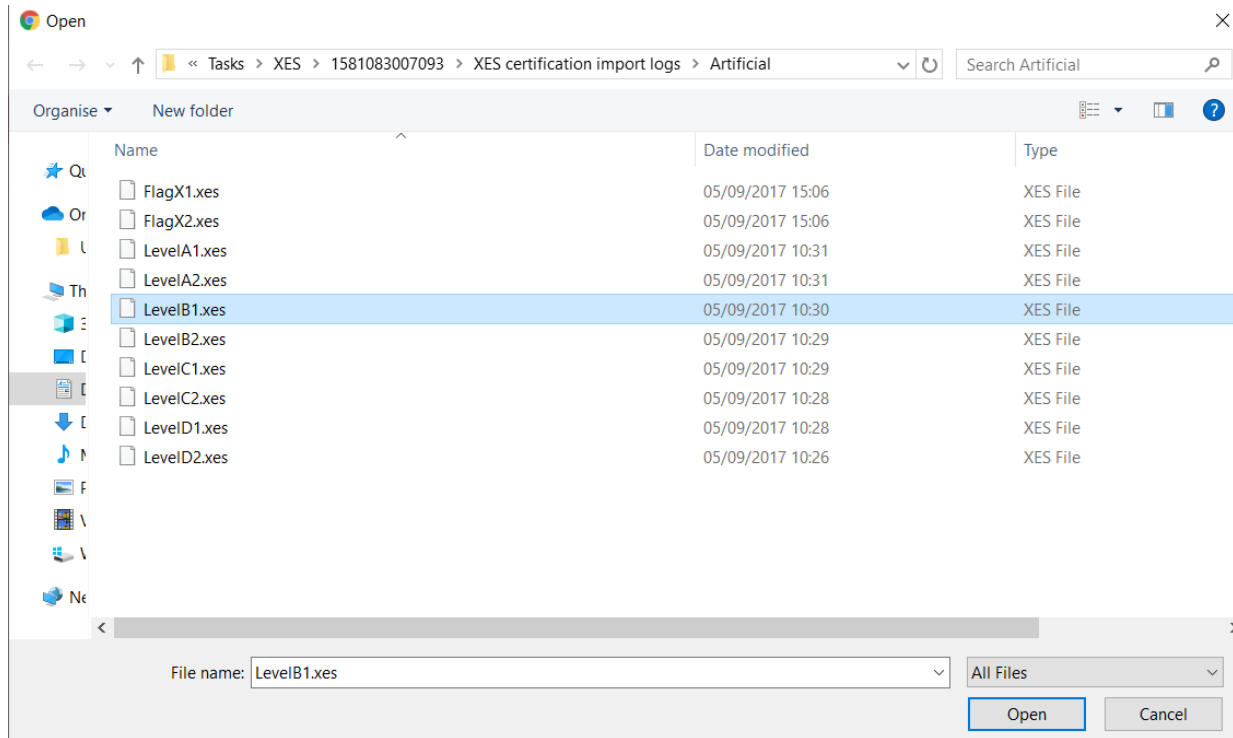 Open
« Tasks > XES > 1581083007093 > XES certification import logs > Artificial
Search Artificial
Organise
New folder
Name Date modified Type
FlagX1.xes 05/09/2017 15:06 XES File
FlagX2.xes 05/09/2017 15:06 XES File
LevelA1.xes 05/09/2017 10:31 XES File
LevelA2.xes 05/09/2017 10:31 XES File
LevelB1.xes 05/09/2017 10:30 XES File
LevelB2.xes 05/09/2017 10:29 XES File
LevelC1.xes 05/09/2017 10:29 XES File
LevelC2.xes 05/09/2017 10:28 XES File
LevelD1.xes 05/09/2017 10:28 XES File
LevelD2.xes 05/09/2017 10:26 XES File
File name: LevelB1.xes
All Files
Open
Cancel